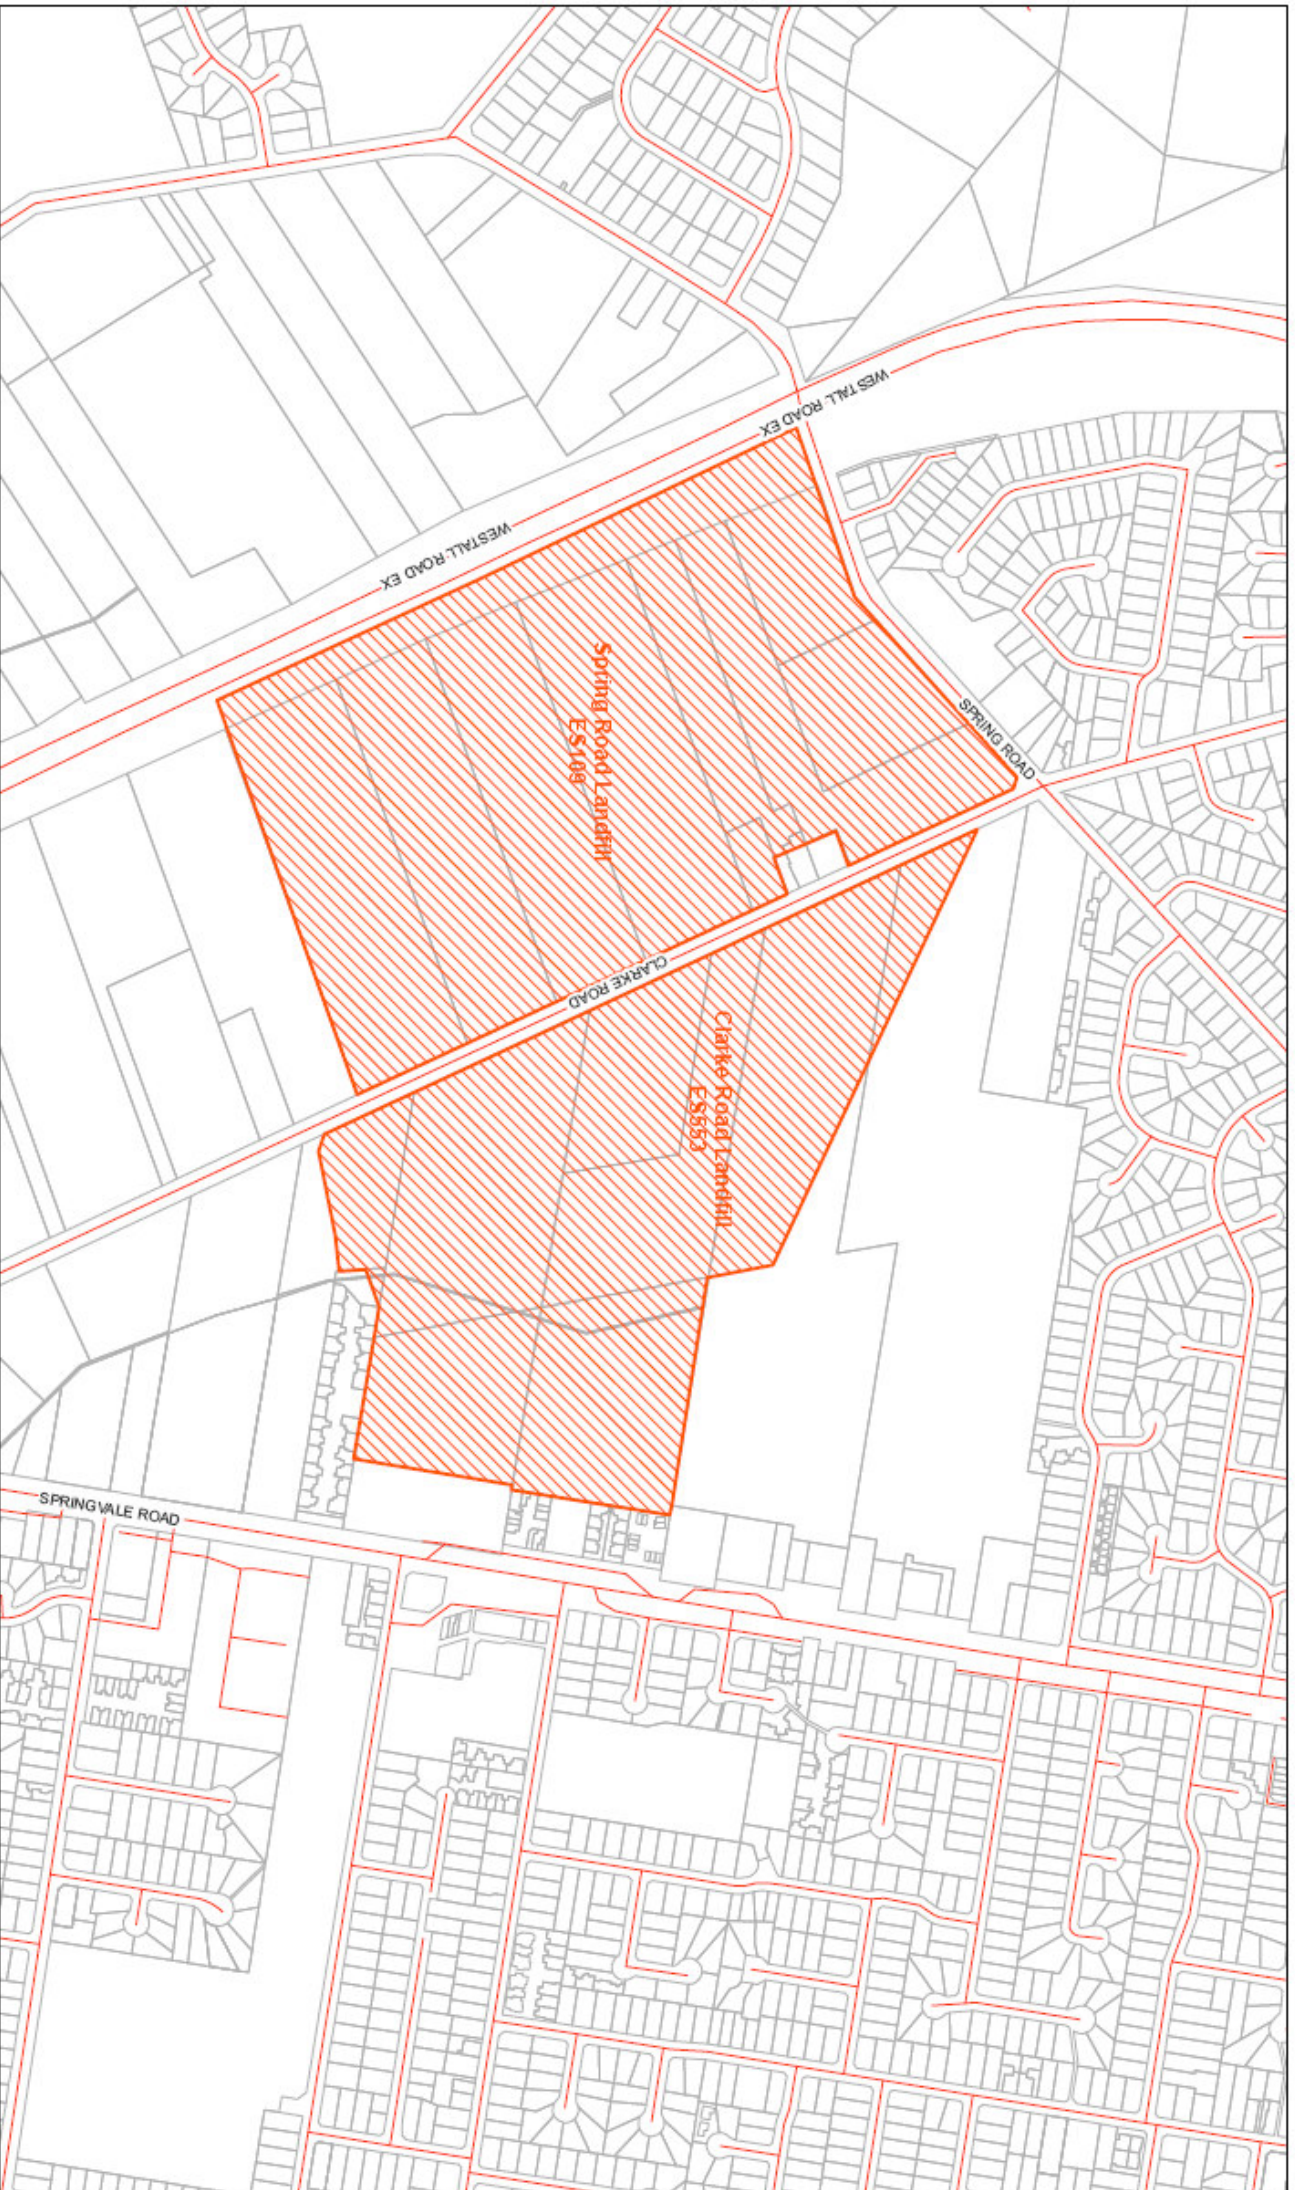 WESTALL ROAD EX
WESTALL ROAD EX
Spring Road Landfill
ES109
SPRING ROAD
CLARKE ROAD
Clarke Road Landfill
ES553
SPRINGVALE ROAD